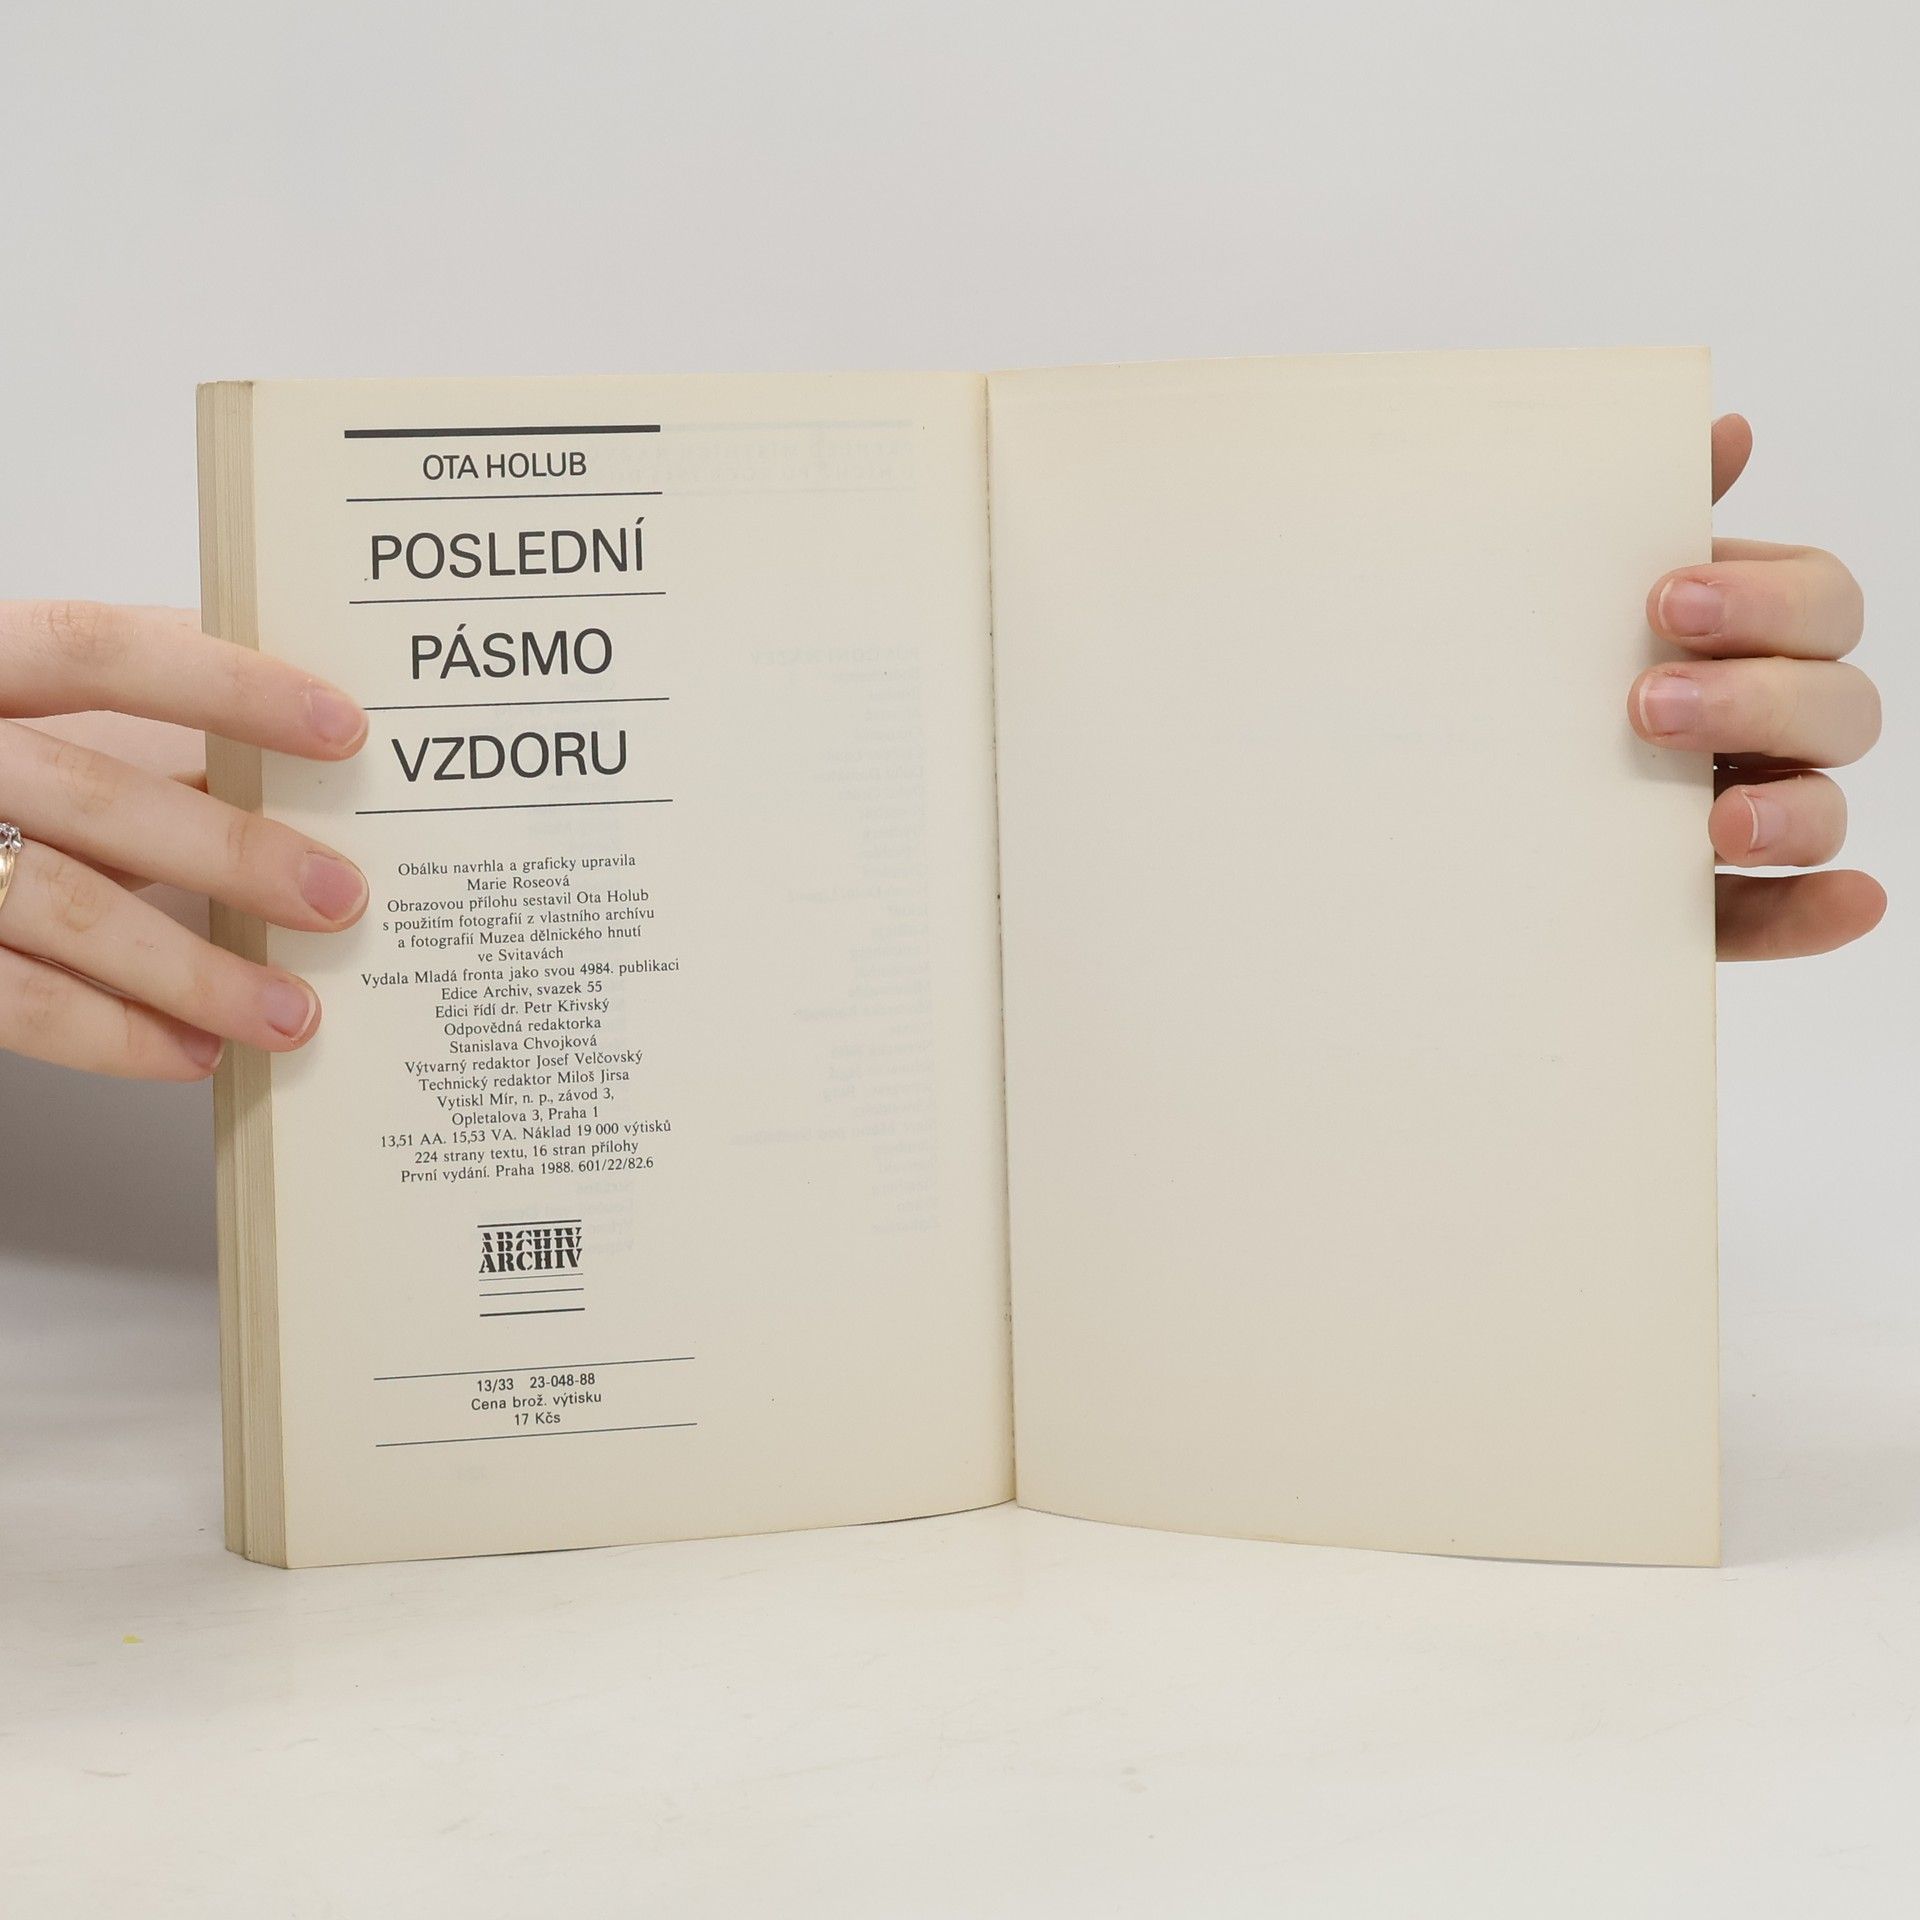 OTA HOLUB
POSLEDNÍ
PÁSMO
VZDORU
Obálku navrhla a graficky upravila
Marie Roseová
Obrazovou přílohu sestavil Ota Holub
s použitím fotografií z vlastního archívu
a fotografií Muzea dělnického hnutí
ve Svitavách
Vydala Mladá fronta jako svou 4984. publikaci
Edice Archiv, svazek 55
Edici řídí dr. Petr Křivský
Odpovědná redaktorka
Stanislava Chvojková
Výtvarný redaktor Josef Velčovský
Technický redaktor Miloš Jirsa
Vytiskl Mír, n. p., závod 3,
Opletalova 3, Praha 1
13,51 AA. 15,53 VA. Náklad 19 000 výtisků
224 strany textu, 16 stran přílohy
První vydání. Praha 1988. 601/22/82.6
ARCHIV
13/33 23-048-88
Cena brož. výtisku
17 Kčs